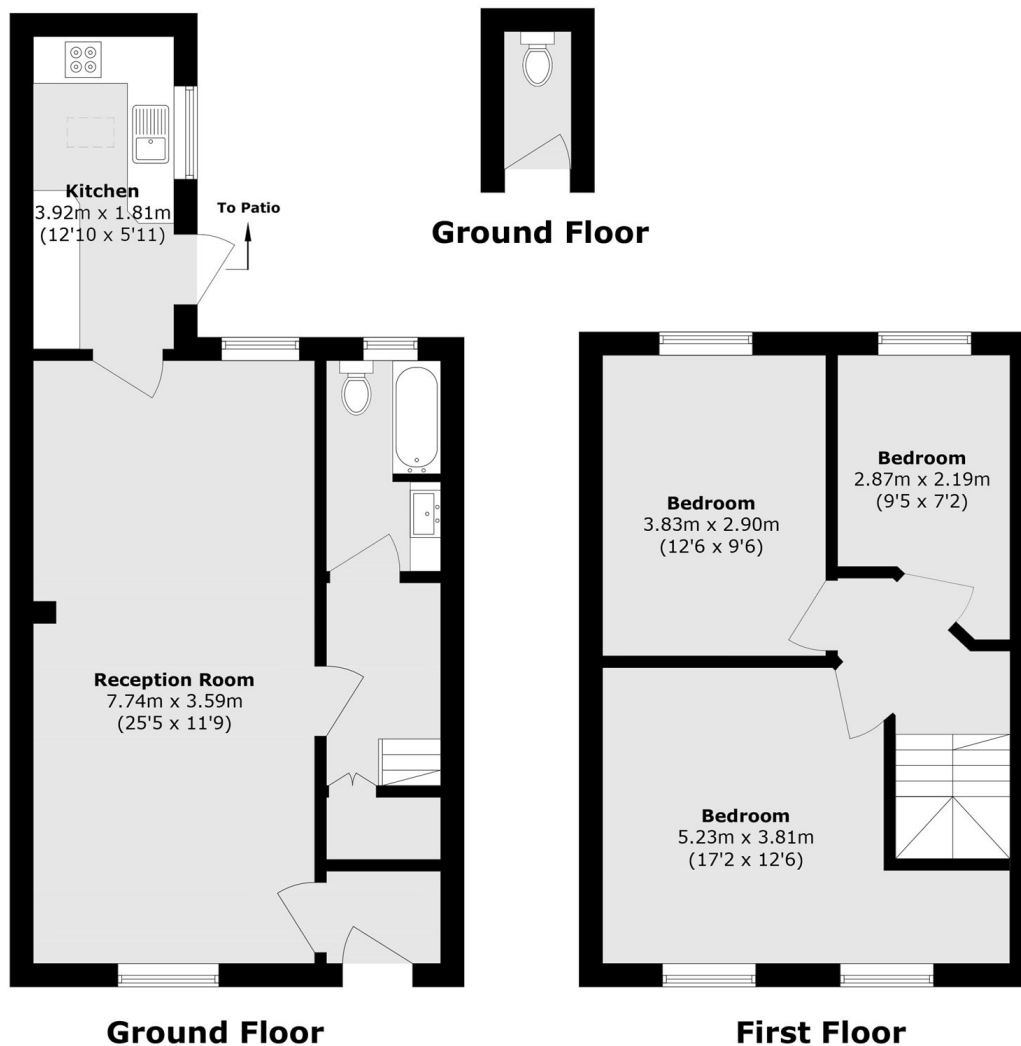 Kitchen
3.92m x 1.81m
(12'10 x 5'11)
To Patio
Ground Floor
Reception Room
7.74m x 3.59m
(25'5 x 11'9)
Ground Floor
Bedroom
3.83m x 2.90m
(12'6 x 9'6)
Bedroom
2.87m x 2.19m
(9'5 x 7'2)
Bedroom
5.23m x 3.81m
(17'2 x 12'6)
First Floor